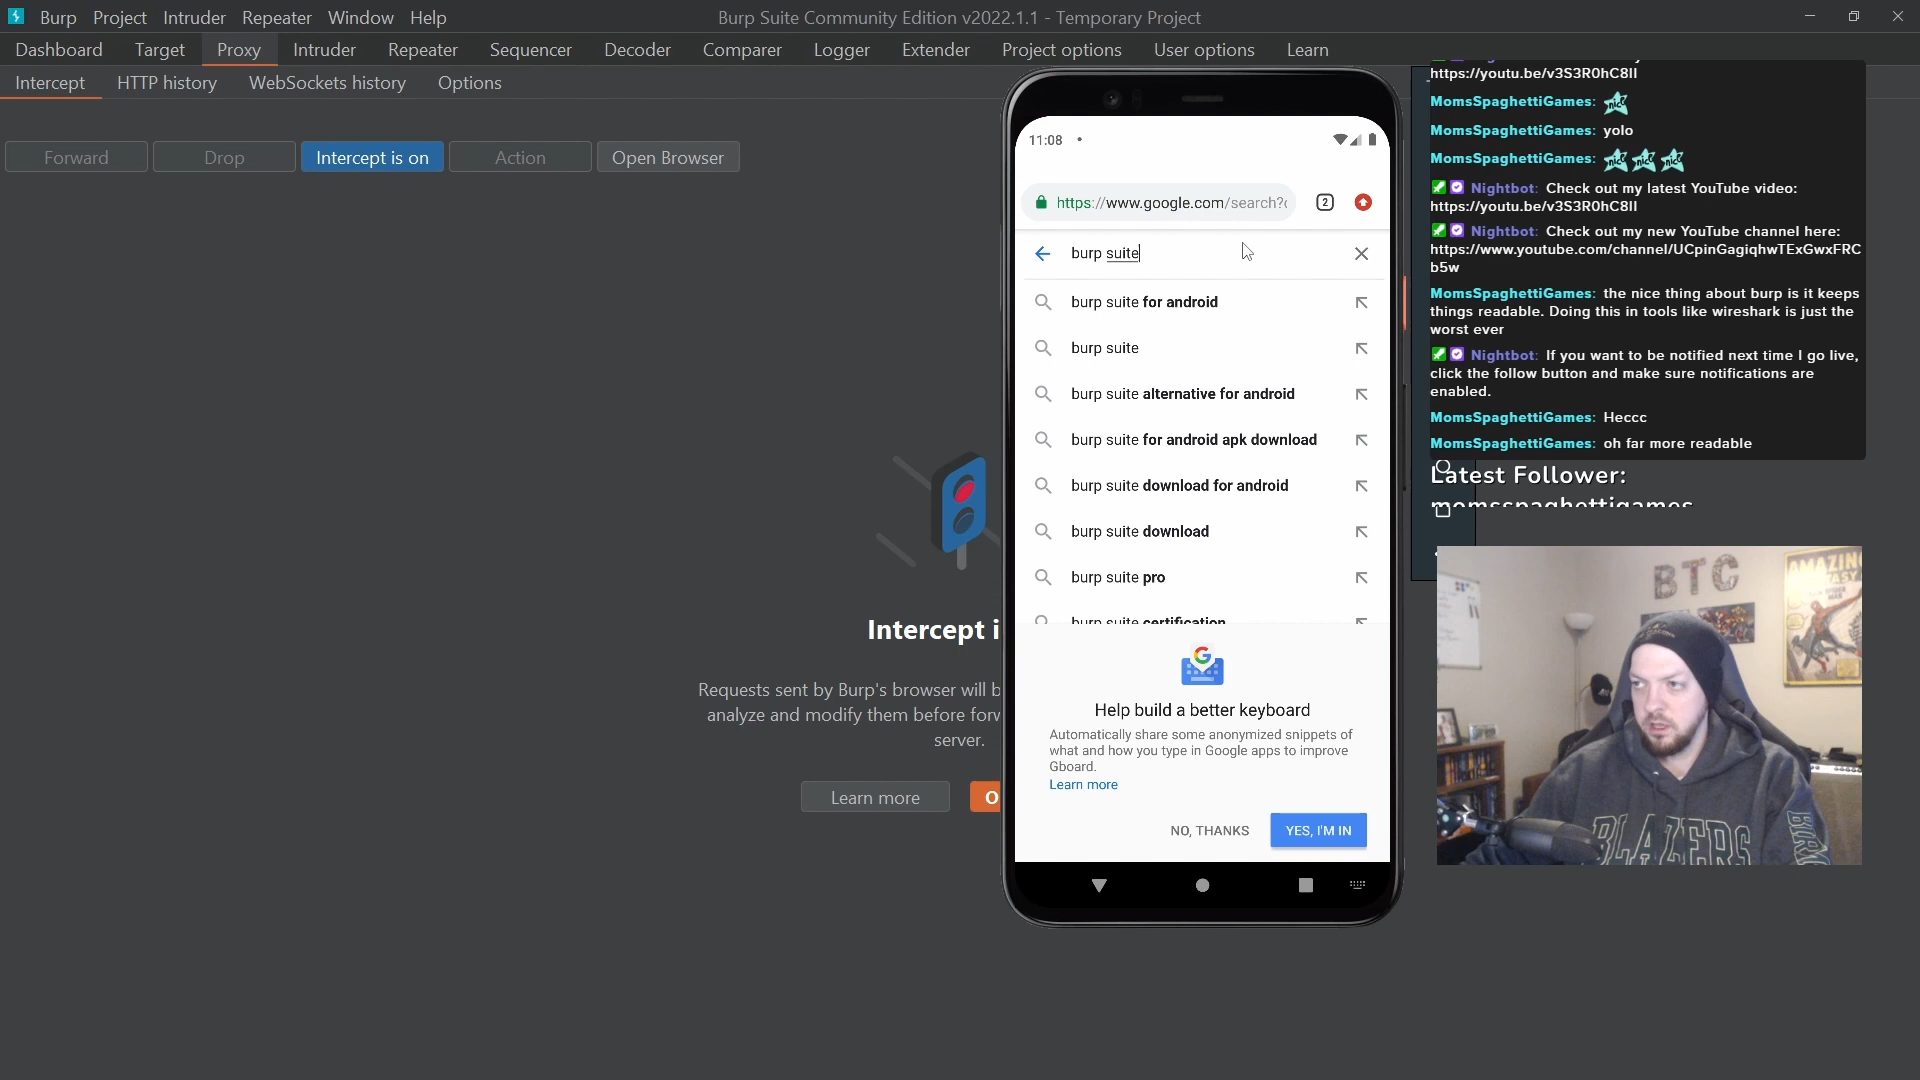 Burp Project Intruder Repeater Window Help
Burp Suite Community Edition v2022.1.1 - Temporary Project
Dashboard Target Proxy Intruder Repeater Sequencer Decoder Comparer Logger Extender Project options User options Learn
Intercept HTTP history WebSockets history Options
Forward Drop Intercept is on Action Open Browser
Intercept i
Requests sent by Burp's browser will b
analyze and modify them before forw
server.
Learn more O
11:08
https://www.google.com/search?
2
burp suite
burp suite for android
burp suite
burp suite alternative for android
burp suite for android apk download
burp suite download for android
burp suite download
burp suite pro
burp suite certification
G
Help build a better keyboard
Automatically share some anonymized snippets of
what and how you type in Google apps to improve
Gboard.
Learn more
NO, THANKS YES, I'M IN
https://youtu.be/v3S3R0hC8lI
MomsSpaghettiGames:
MomsSpaghettiGames: yolo
MomsSpaghettiGames:
Nightbot: Check out my latest YouTube video:
https://youtu.be/v3S3R0hC8lI
Nightbot: Check out my new YouTube channel here:
https://www.youtube.com/channel/UCpinGagiqhwTExGwxFRC
b5w
MomsSpaghettiGames: the nice thing about burp is it keeps
things readable. Doing this in tools like wireshark is just the
worst ever
Nightbot: If you want to be notified next time I go live,
click the follow button and make sure notifications are
enabled.
MomsSpaghettiGames: Heccc
MomsSpaghettiGames: oh far more readable
Latest Follower:
momsspaghettigames
BTC
AMAZING
FANTASY
BLAZERS